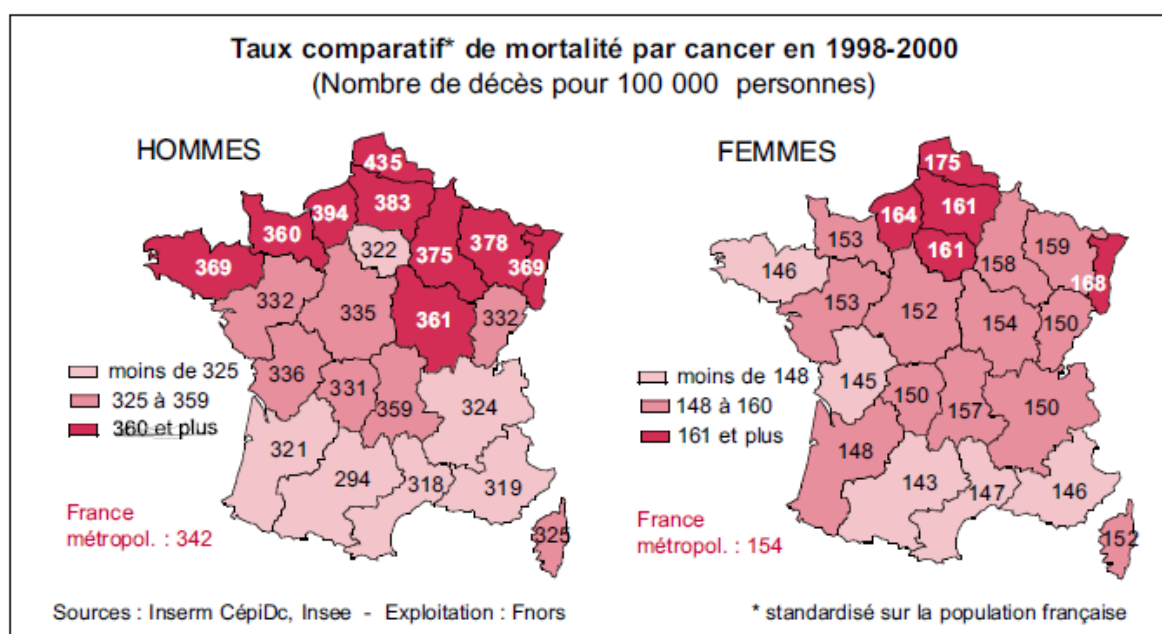 Taux comparatif* de mortalité par cancer en 1998-2000
(Nombre de décès pour 100 000 personnes)
HOMMES
435
394
383
360
322
375
378
369
369
332
335
361
332
336
331
359
324
321
294
318
319
325
moins de 325
325 à 359
360 et plus
France
métropol. : 342
FEMMES
175
164
161
153
161
158
159
168
146
153
152
154
150
145
150
157
150
148
143
147
146
152
moins de 148
148 à 160
161 et plus
France
métropol. : 154
Sources : Inserm CépiDc, Insee - Exploitation : Fnors
* standardisé sur la population française